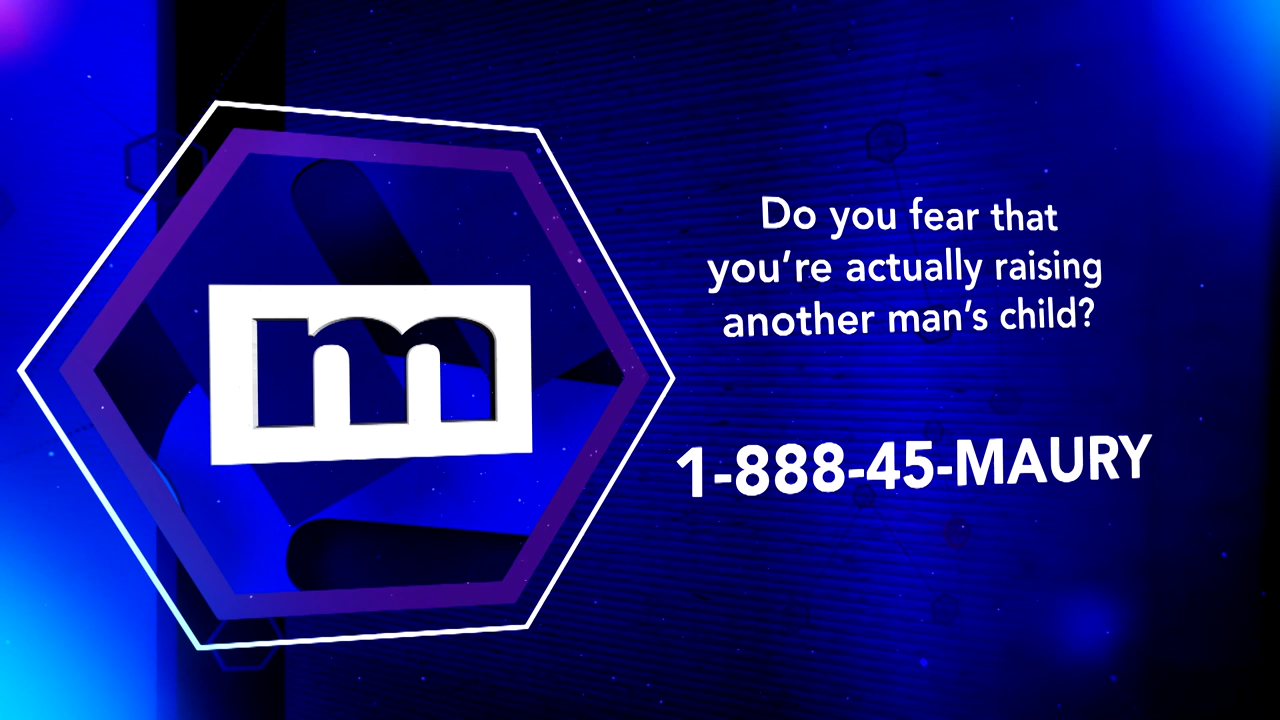 m
Do you fear that
you're actually raising
another man's child?
1-888-45-MAURY